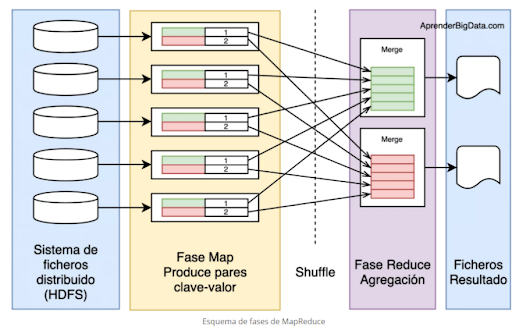 AprenderBigData.com
1
2
1
2
1
2
1
2
1
2
Merge
Merge
Sistema de
ficheros
distribuido
(HDFS)
Fase Map
Produce pares
clave-valor
Shuffle
Fase Reduce
Agregación
Ficheros
Resultado
Esquema de fases de MapReduce